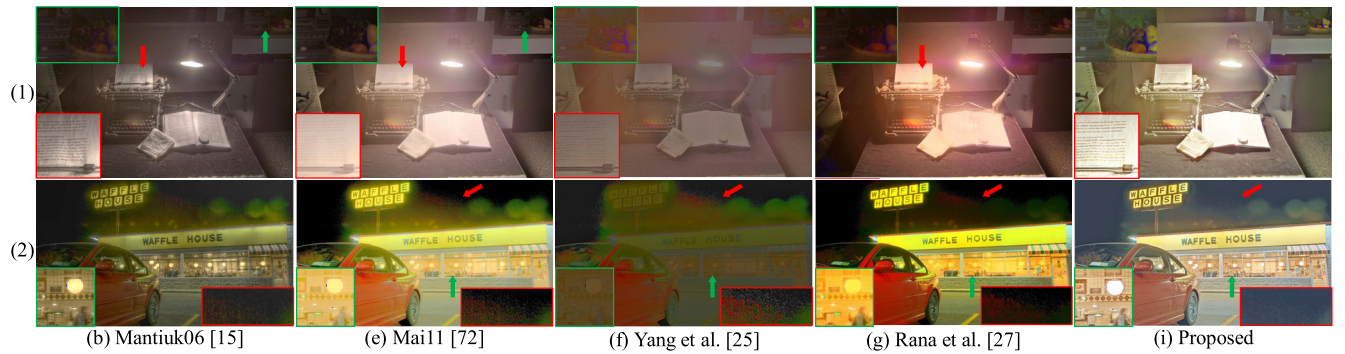 (1)
WAFFLE HOUSE WAFFLE HOUSE WAFFLE HOUSE WAFFLE HOUSE WAFFLE HOUSE
(2) WAFFLE HOUSE WAFFLE HOUSE WAFFLE HOUSE WAFFLE HOUSE WAFFLE HOUSE
(b) Mantiuk06 [15] (e) Mai11 [72] (f) Yang et al. [25] (g) Rana et al. [27] (i) Proposed